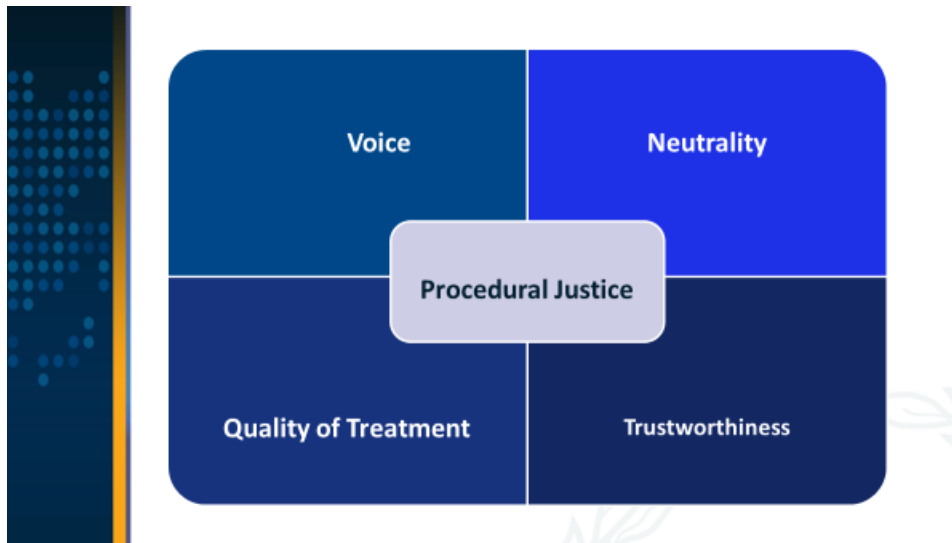 Voice
Neutrality
Procedural Justice
Quality of Treatment
Trustworthiness